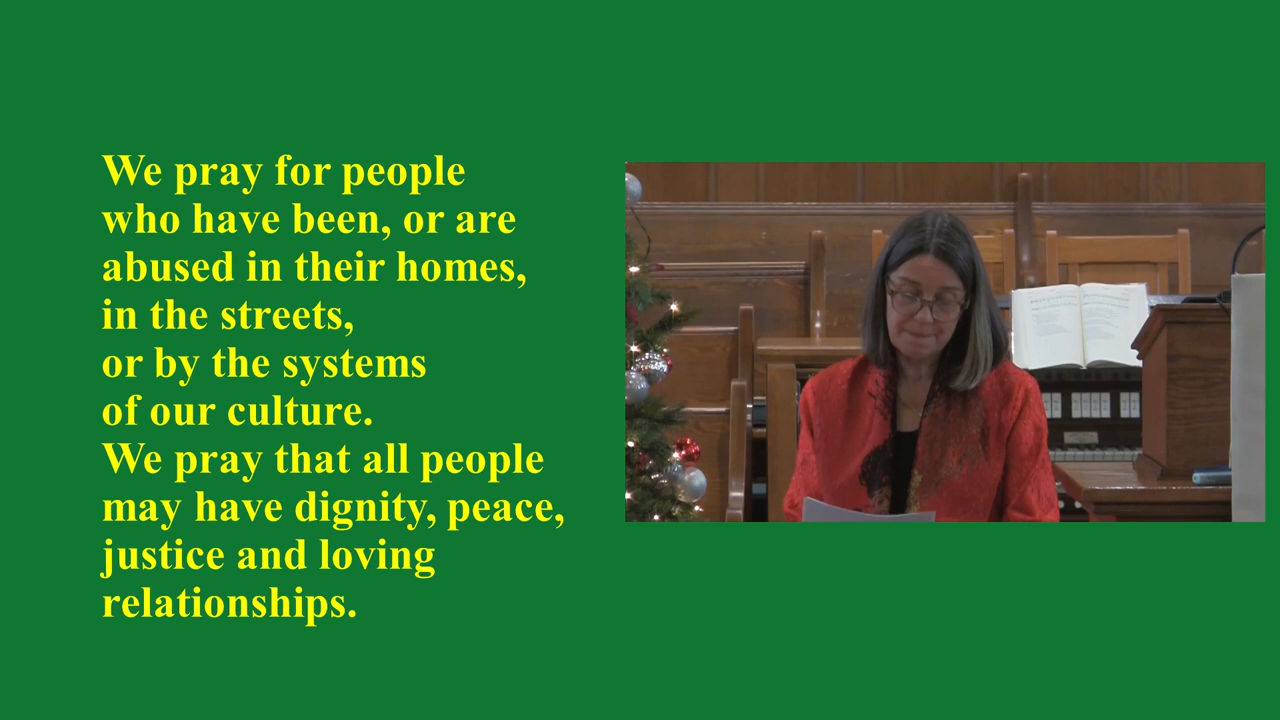 We pray for people
who have been, or are
abused in their homes,
in the streets,
or by the systems
of our culture.
We pray that all people
may have dignity, peace,
justice and loving
relationships.